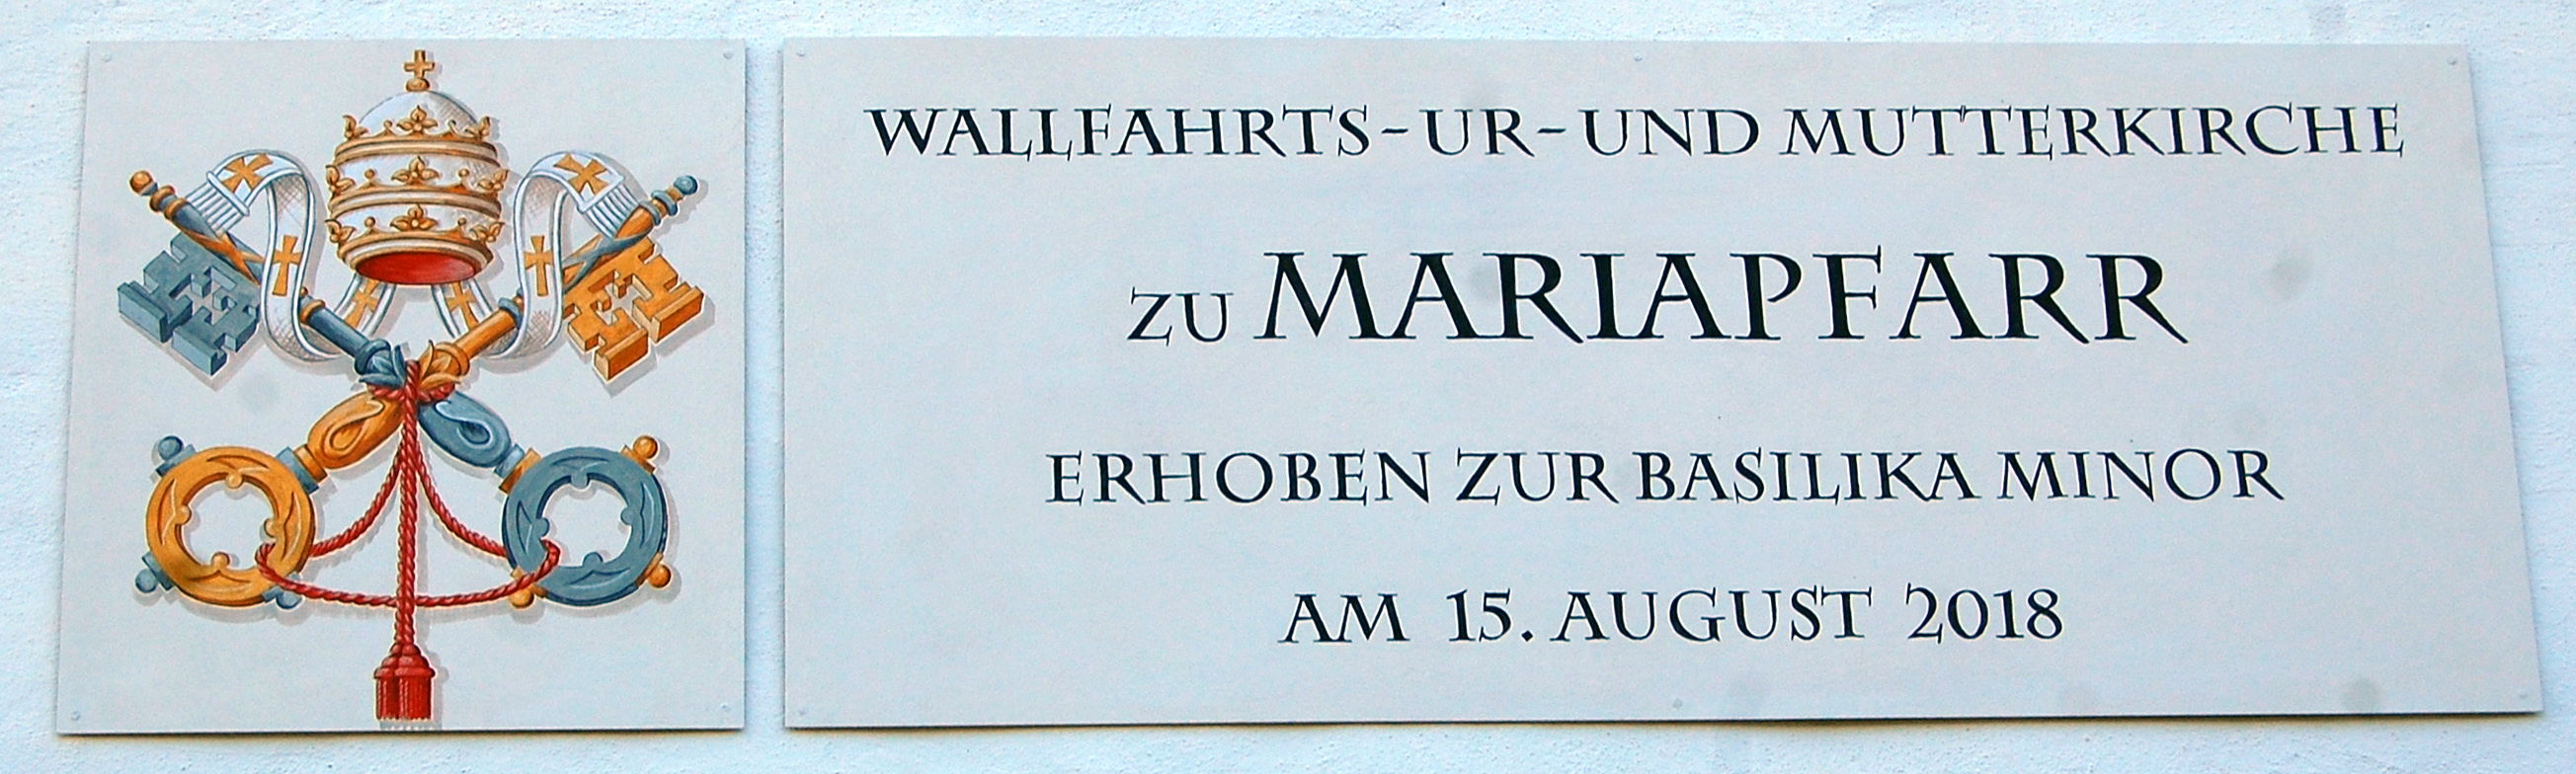 WALLFAHRTS-UR-UND MUTTERKIRCHE
ZU MARIAPFARR
ERHOBEN ZUR BASILIKA MINOR
AM 15. AUGUST 2018